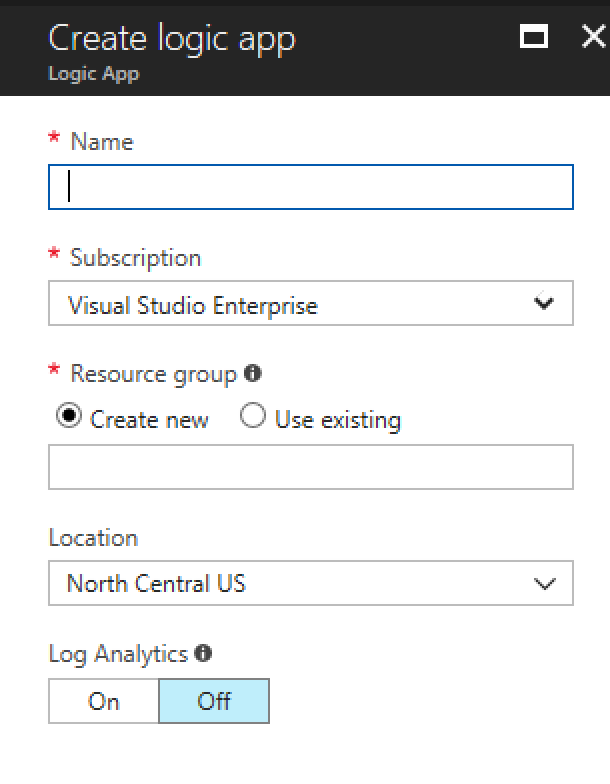 Create logic app
Logic App
* Name
* Subscription
Visual Studio Enterprise
* Resource group
Create new Use existing
Location
North Central US
Log Analytics
On Off